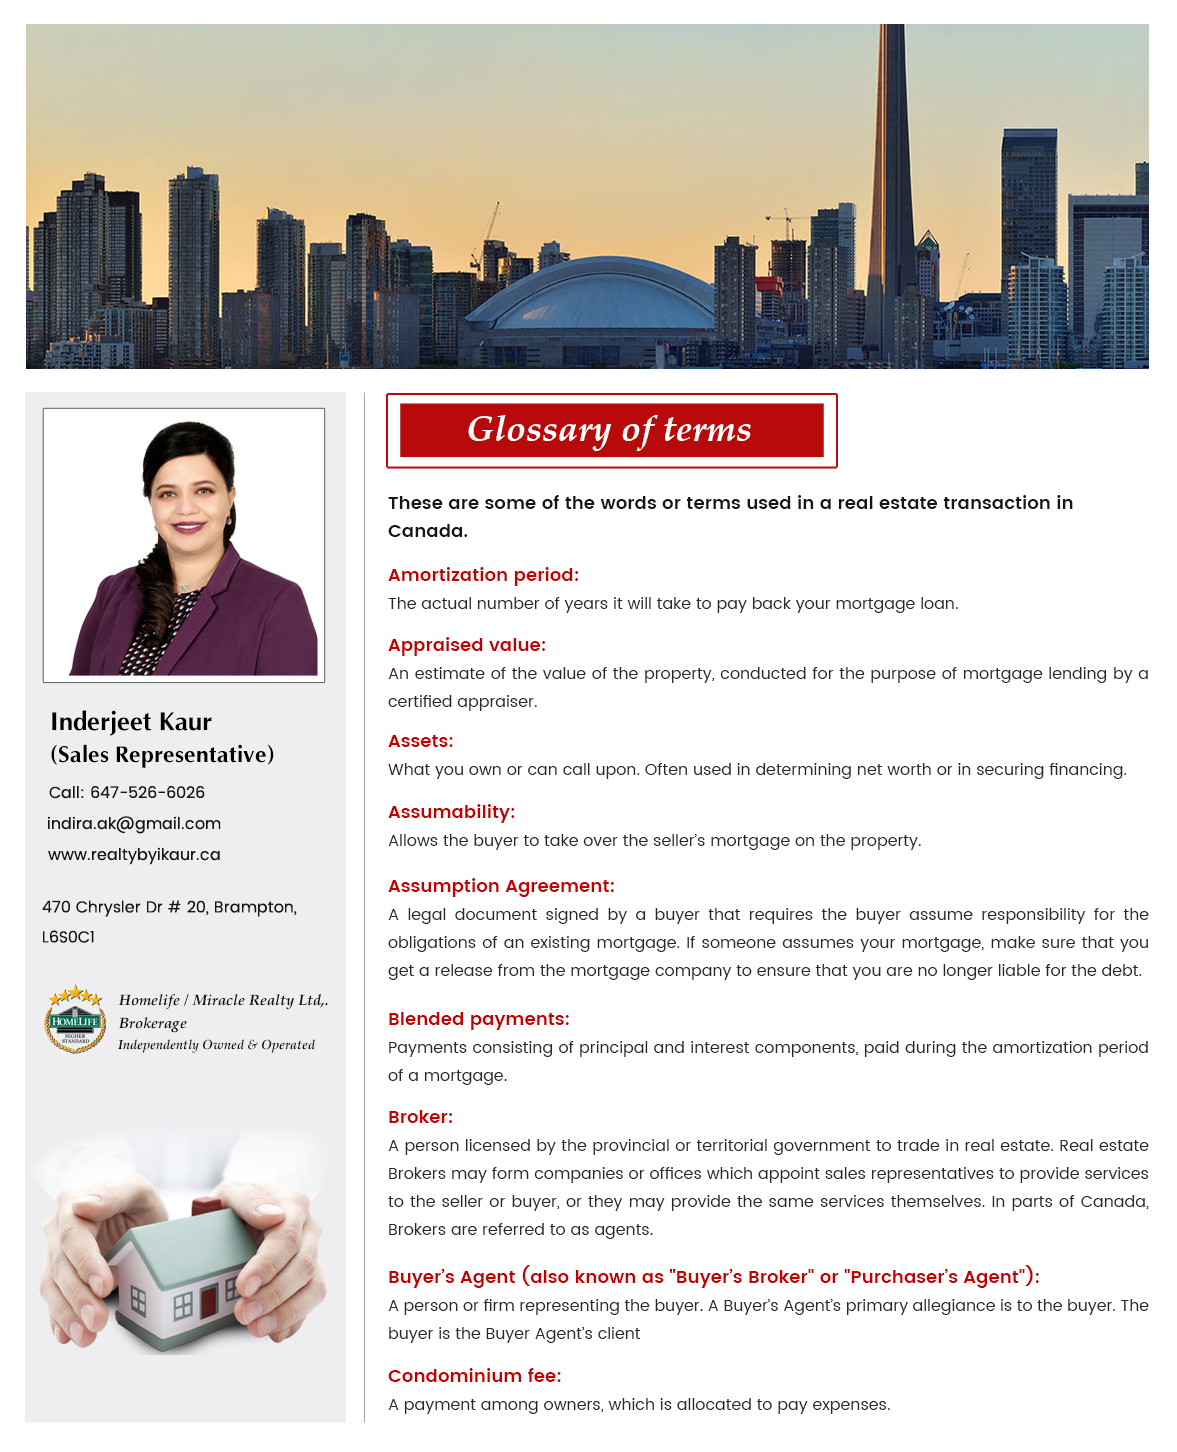 Glossary of terms
These are some of the words or terms used in a real estate transaction in
Canada.
Amortization period:
The actual number of years it will take to pay back your mortgage loan.
Appraised value:
An estimate of the value of the property, conducted for the purpose of mortgage lending by a
certified appraiser.
Assets:
What you own or can call upon. Often used in determining net worth or in securing financing.
Assumability:
Allows the buyer to take over the seller's mortgage on the property.
Assumption Agreement:
A legal document signed by a buyer that requires the buyer assume responsibility for the
obligations of an existing mortgage. If someone assumes your mortgage, make sure that you
get a release from the mortgage company to ensure that you are no longer liable for the debt.
Blended payments:
Payments consisting of principal and interest components, paid during the amortization period
of a mortgage.
Broker:
A person licensed by the provincial or territorial government to trade in real estate. Real estate
Brokers may form companies or offices which appoint sales representatives to provide services
to the seller or buyer, or they may provide the same services themselves. In parts of Canada,
Brokers are referred to as agents.
Buyer's Agent (also known as "Buyer's Broker" or "Purchaser's Agent"):
A person or firm representing the buyer. A Buyer's Agent's primary allegiance is to the buyer. The
buyer is the Buyer Agent's client
Condominium fee:
A payment among owners, which is allocated to pay expenses.
Inderjeet Kaur
(Sales Representative)
Call: 647-526-6026
indira.ak@gmail.com
www.realtybyikaur.ca
470 Chrysler Dr # 20, Brampton,
L6S0C1
HOMELIFE
HIGHER
STANDARD
Homelife / Miracle Realty Ltd,.
Brokerage
Independently Owned & Operated